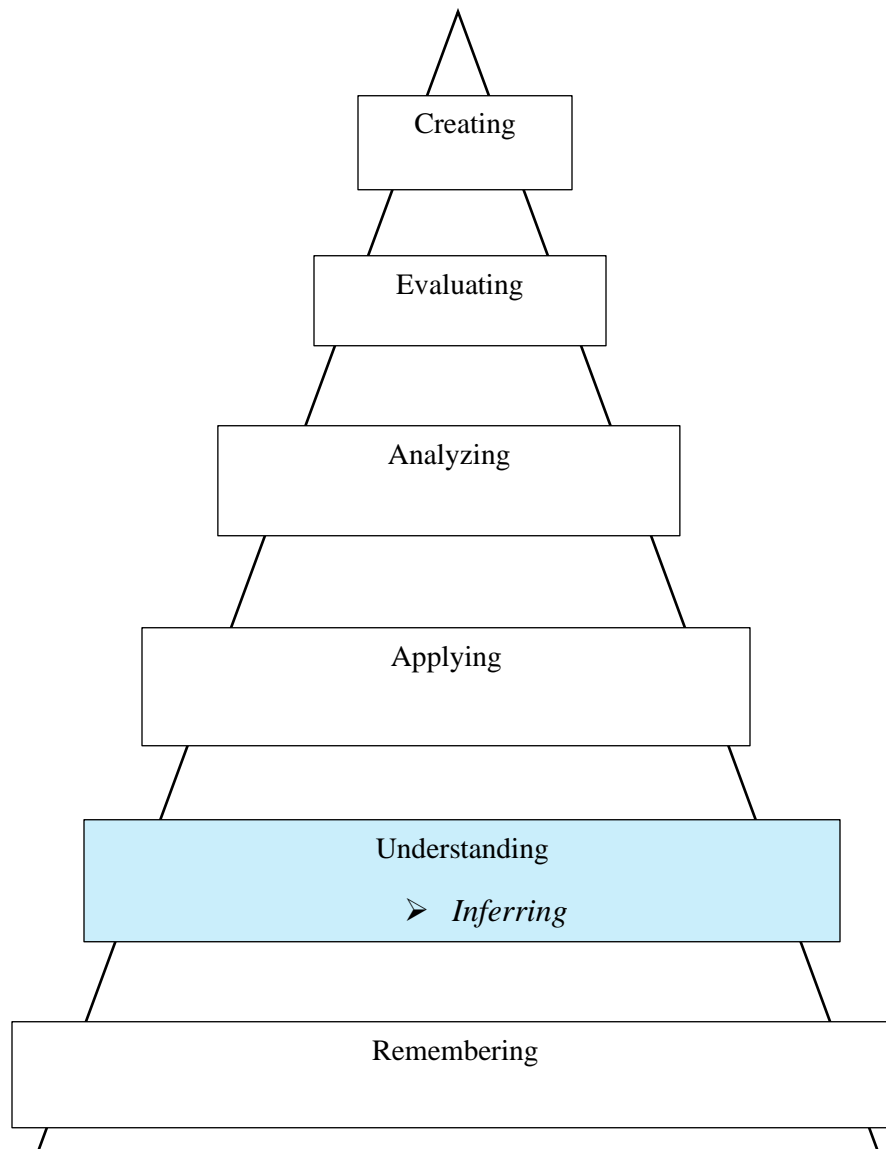 Creating
Evaluating
Analyzing
Applying
Understanding
➢ Inferring
Remembering